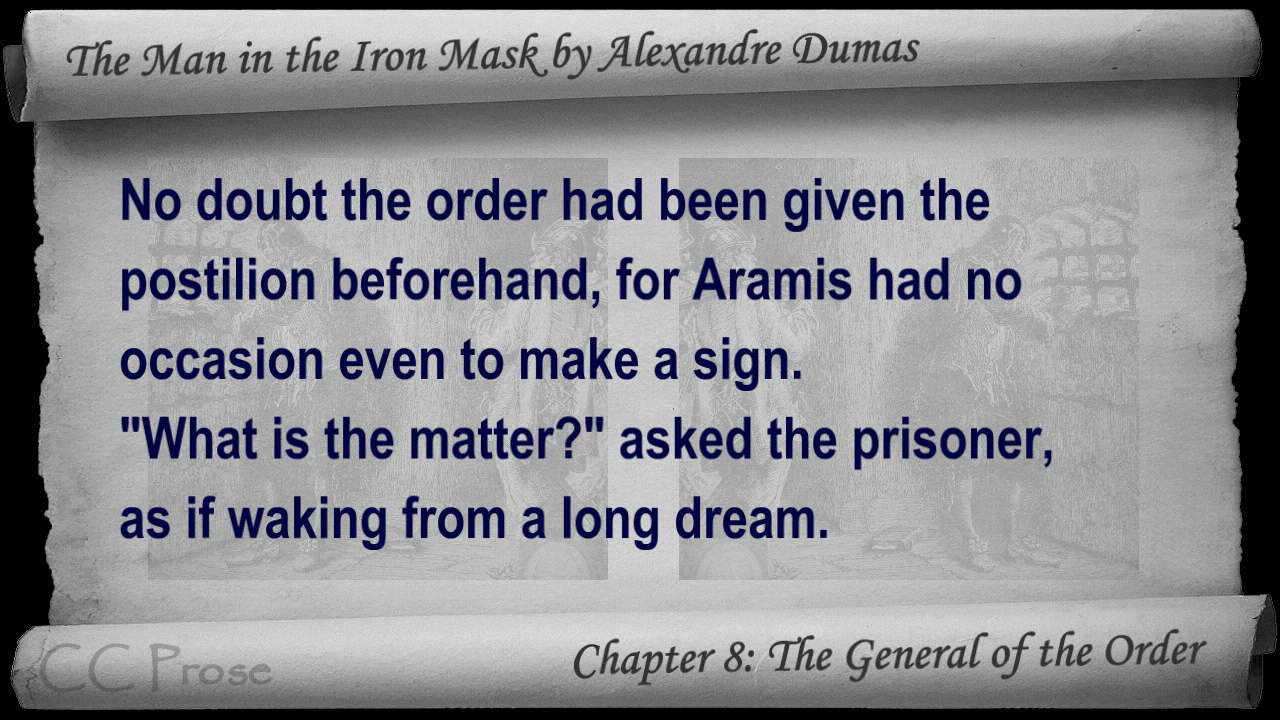 The Man in the Iron Mask by Alexandre Dumas
No doubt the order had been given the
postilion beforehand, for Aramis had no
occasion even to make a sign.
"What is the matter?" asked the prisoner,
as if waking from a long dream.
CC Prose
Chapter 8: The General of the Order